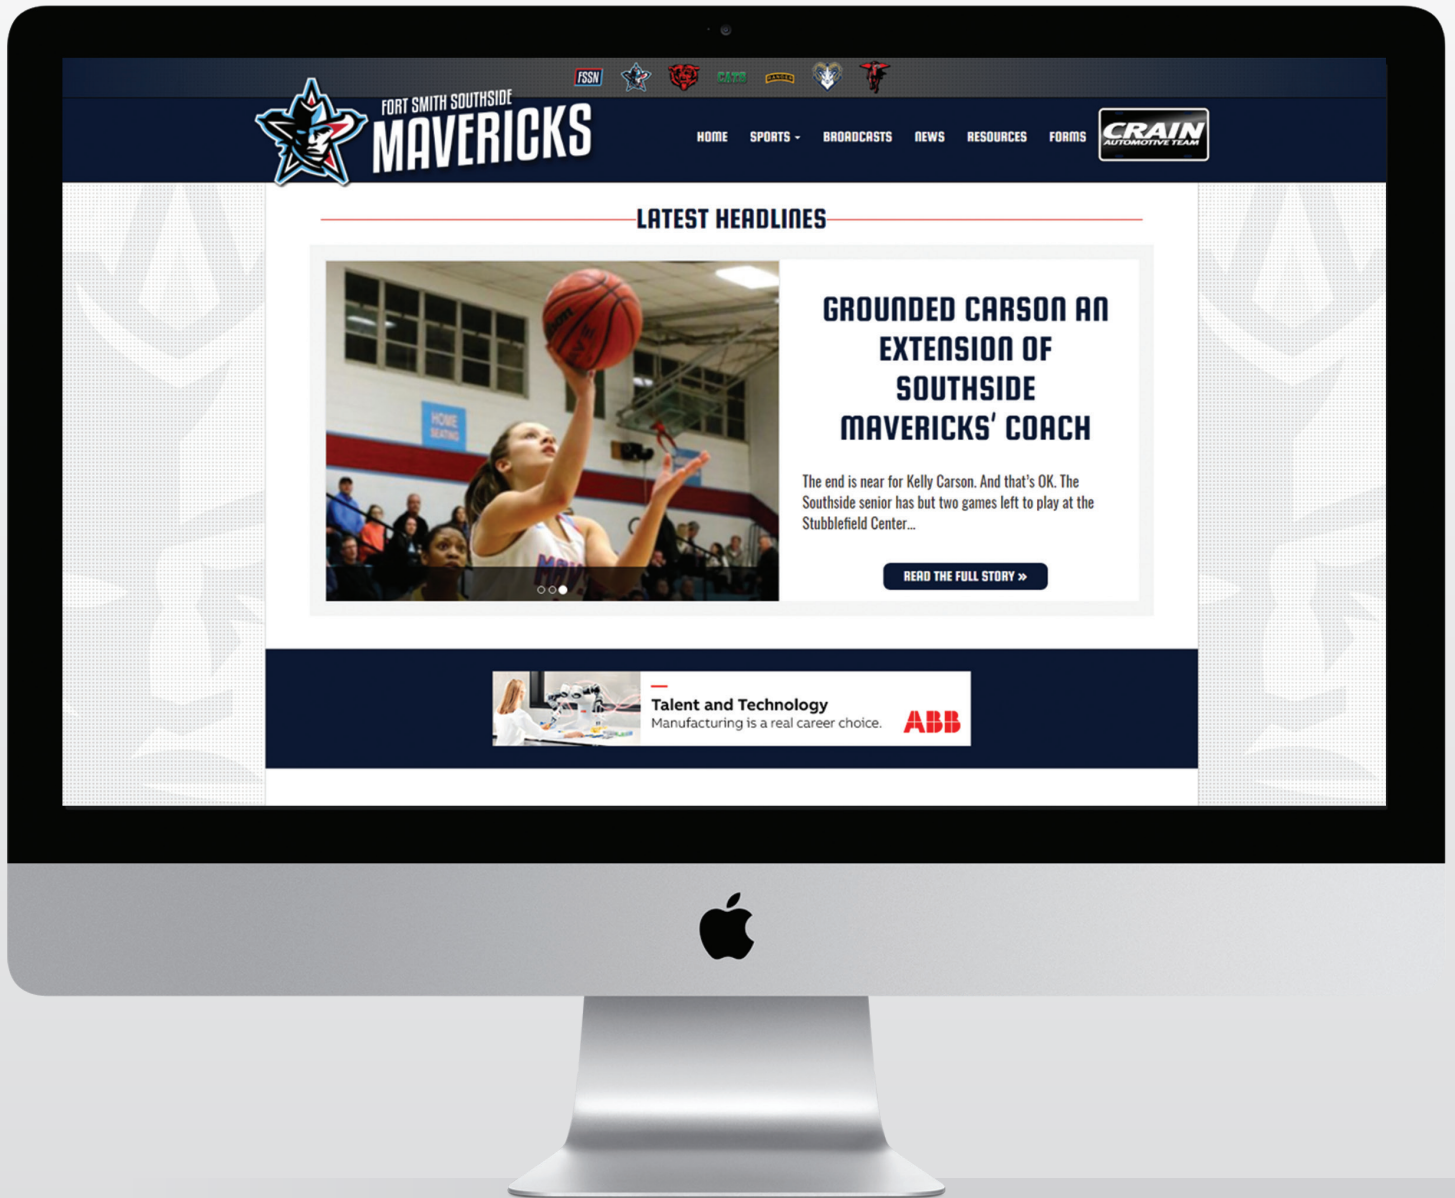 FSSN
CATS
RANGER
FORT SMITH SOUTHSIDE
MAVERICKS
HOME
SPORTS
BROADCASTS
NEWS
RESOURCES
FORMS
CRAIN
AUTOMOTIVE TEAM
LATEST HEADLINES
HOME
SEATING
GROUNDED CARSON AN
EXTENSION OF
SOUTHSIDE
MAVERICKS' COACH
The end is near for Kelly Carson. And that's OK. The
Southside senior has but two games left to play at the
Stubblefield Center...
READ THE FULL STORY »
Talent and Technology
Manufacturing is a real career choice.
ABB